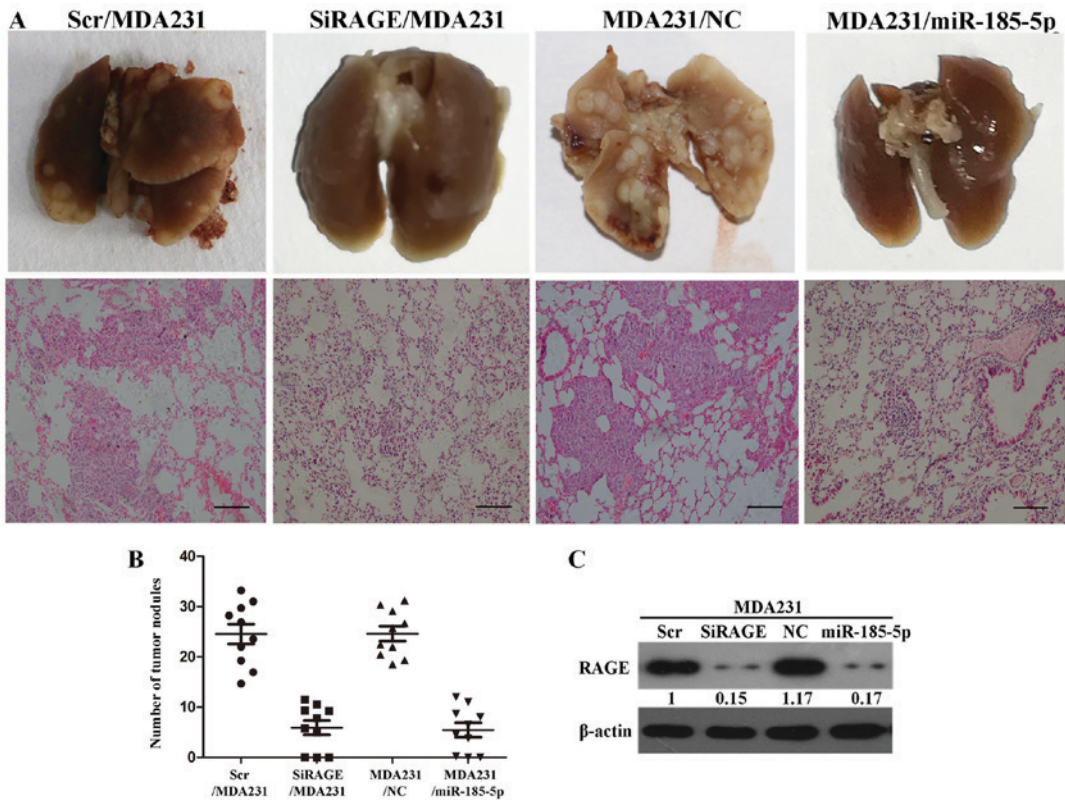 A
Scr/MDA231 SiRAGE/MDA231 MDA231/NC MDA231/miR-185-5p
B
Number of tumor nodules
40
30
20
10
0
Scr
/MDA231
SiRAGE
/MDA231
MDA231
/NC
MDA231
/miR-185-5p
C
MDA231
Scr SiRAGE NC miR-185-5p
RAGE
1 0.15 1.17 0.17
β-actin